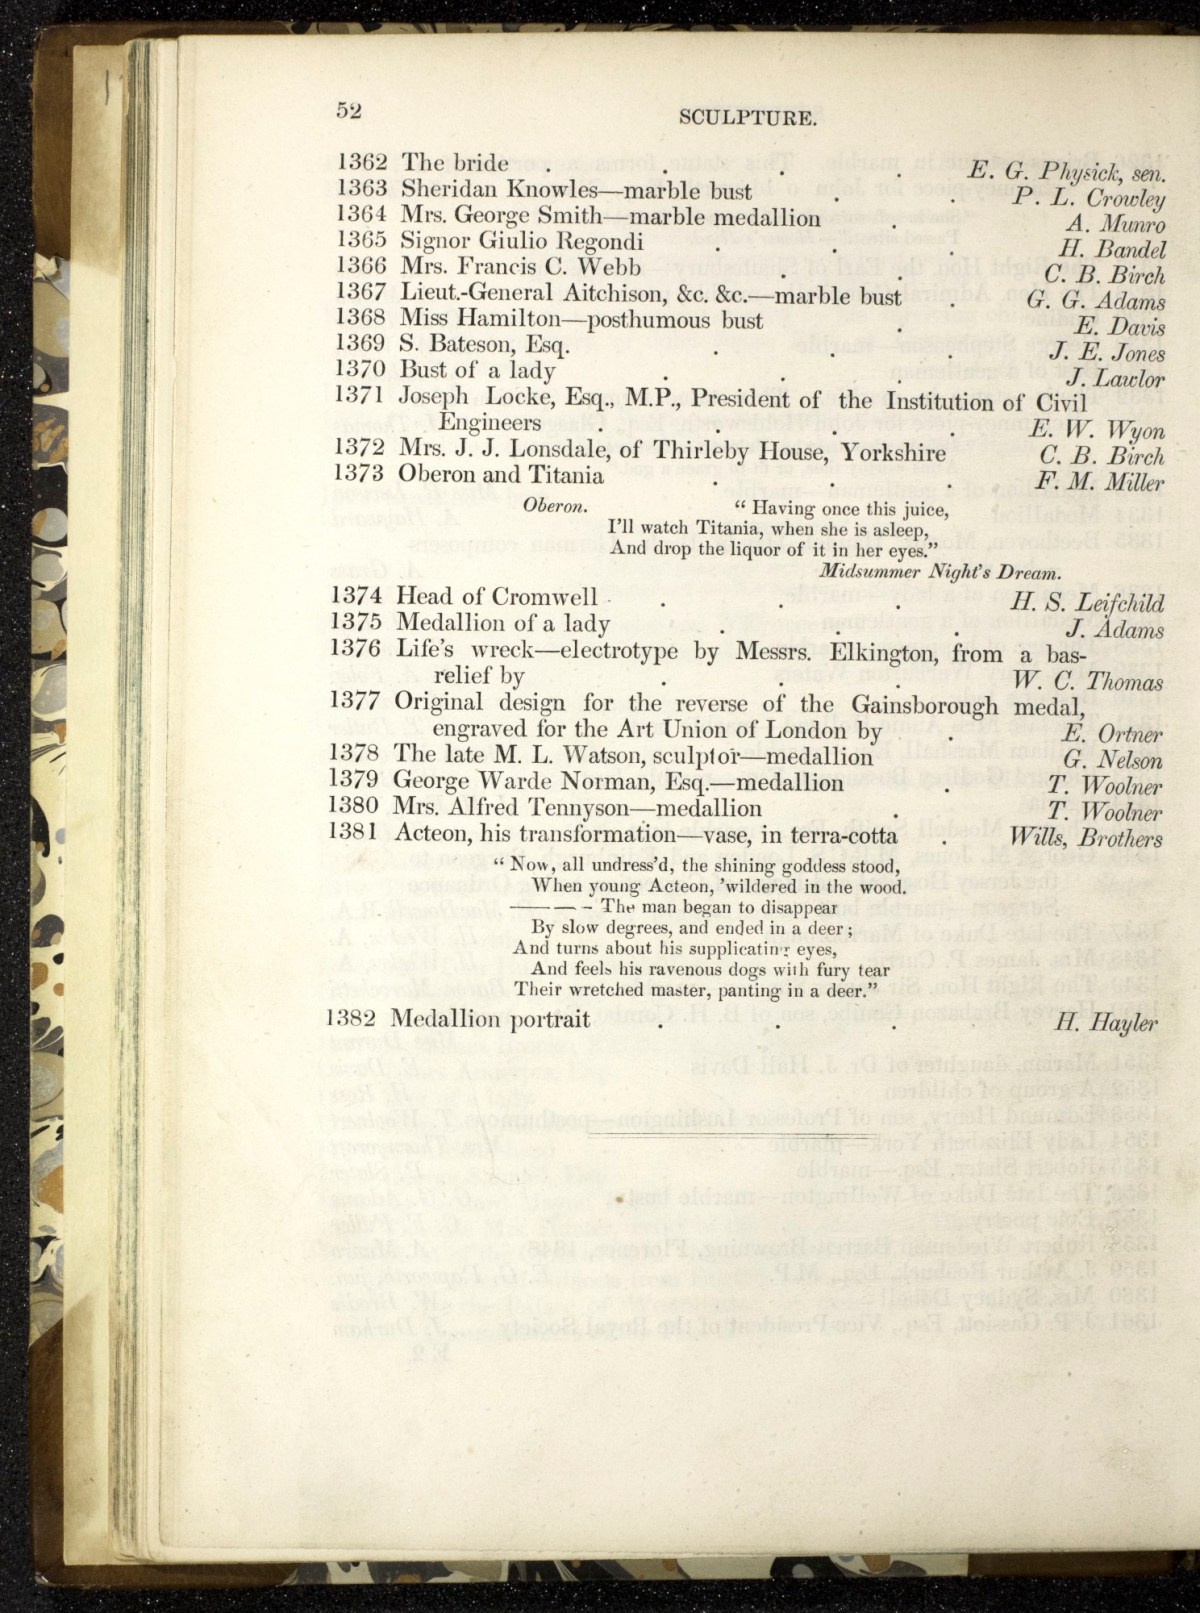 52
SCULPTURE.
1362 The bride . . . . E. G. Physick, sen.
1363 Sheridan Knowles—marble bust . . P. L. Crowley
1364 Mrs. George Smith—marble medallion . A. Munro
1365 Signor Giulio Regondi . . . H. Bandel
1366 Mrs. Francis C. Webb . . C. B. Birch
1367 Lieut.-General Aitchison, &c. &c.—marble bust . G. G. Adams
1368 Miss Hamilton—posthumous bust . E. Davis
1369 S. Bateson, Esq. . . . J. E. Jones
1370 Bust of a lady . . . J. Lawlor
1371 Joseph Locke, Esq., M.P., President of the Institution of Civil
Engineers . . . . E. W. Wyon
1372 Mrs. J. J. Lonsdale, of Thirleby House, Yorkshire C. B. Birch
1373 Oberon and Titania . . . F. M. Miller
Oberon. “ Having once this juice,
I’ll watch Titania, when she is asleep,
And drop the liquor of it in her eyes.”
Midsummer Night’s Dream.
1374 Head of Cromwell . . . H. S. Leifchild
1375 Medallion of a lady . . . J. Adams
1376 Life’s wreck—electrotype by Messrs. Elkington, from a bas-
relief by . . . W. C. Thomas
1377 Original design for the reverse of the Gainsborough medal,
engraved for the Art Union of London by . E. Ortner
1378 The late M. L. Watson, sculptor—medallion G. Nelson
1379 George Warde Norman, Esq.—medallion . T. Woolner
1380 Mrs. Alfred Tennyson—medallion . T. Woolner
1381 Acteon, his transformation—vase, in terra-cotta . Wills, Brothers
“ Now, all undress’d, the shining goddess stood,
When young Acteon, ’wildered in the wood.
— — — - The man began to disappear
By slow degrees, and ended in a deer ;
And turns about his supplicating eyes,
And feels his ravenous dogs with fury tear
Their wretched master, panting in a deer.”
1382 Medallion portrait . . . H. Hayler